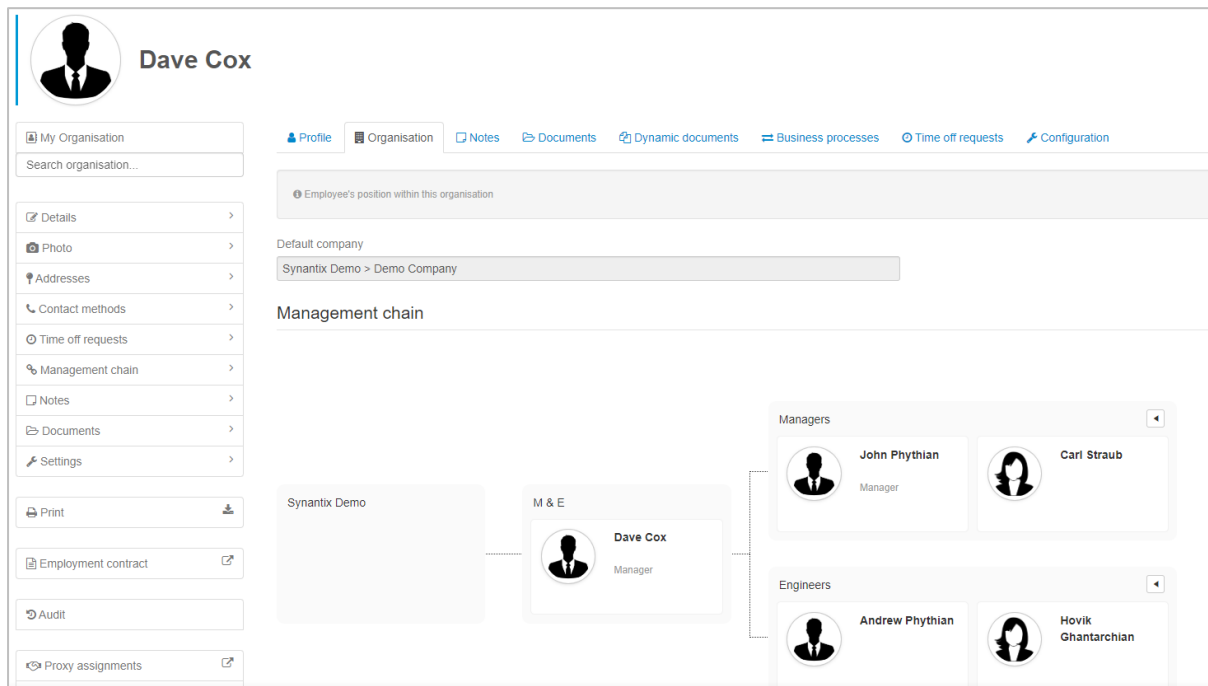 Dave Cox
My Organisation
Search organisation...
Details
Photo
Addresses
Contact methods
Time off requests
Management chain
Notes
Documents
Settings
Print
Employment contract
Audit
Proxy assignments
Profile
Organisation
Notes
Documents
Dynamic documents
Business processes
Time off requests
Configuration
Employee's position within this organisation
Default company
Synantix Demo > Demo Company
Management chain
Synantix Demo
M & E
Dave Cox
Manager
Managers
John Phythian
Manager
Carl Straub
Engineers
Andrew Phythian
Hovik
Ghantarchian